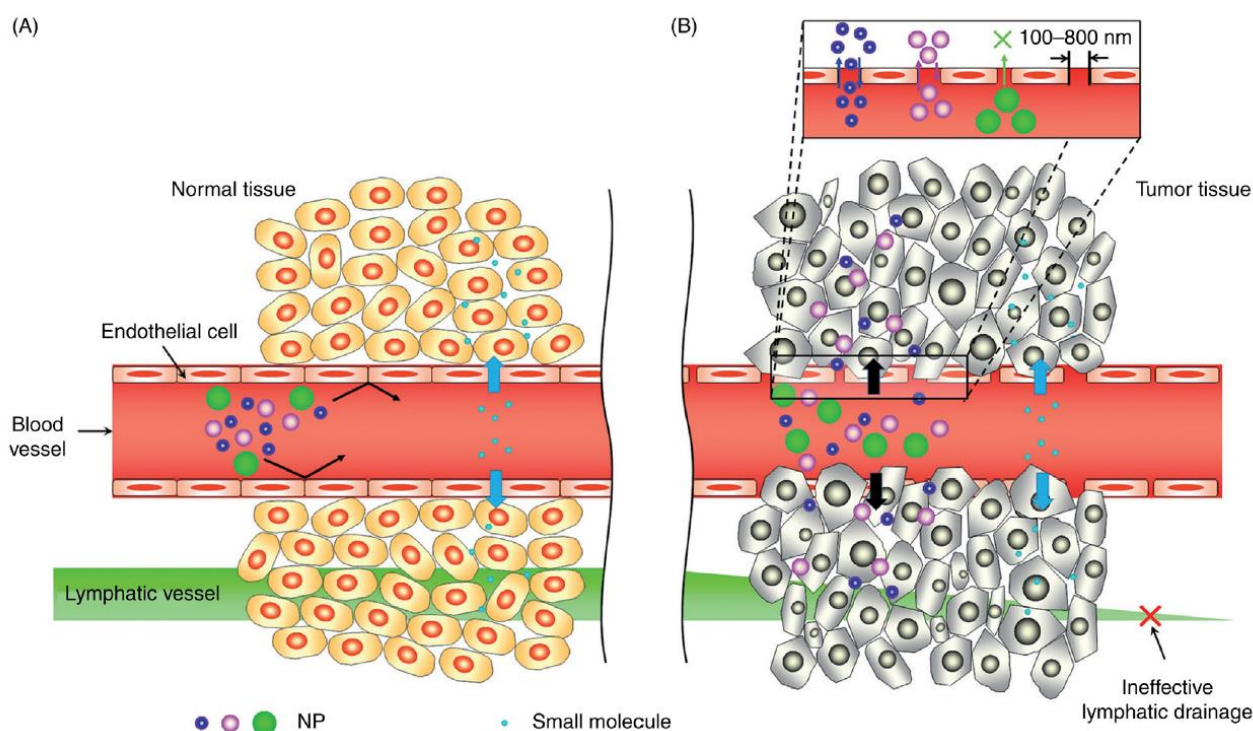 (A)
(B)
100–800 nm
Normal tissue
Tumor tissue
Endothelial cell
Blood
vessel
Lymphatic vessel
Ineffective
lymphatic drainage
NP
Small molecule